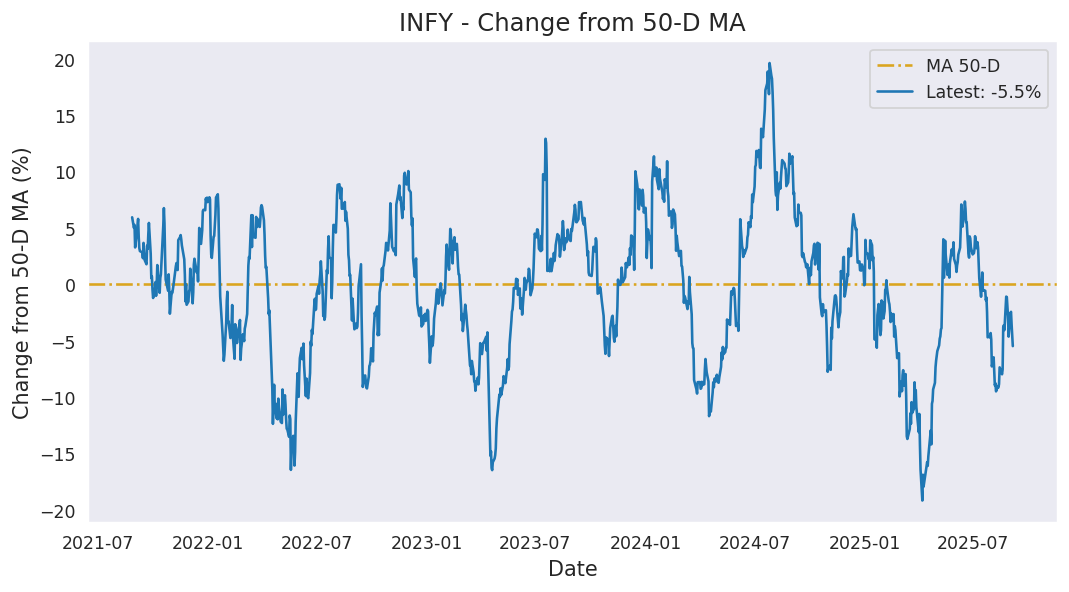 INFY - Change from 50-D MA
MA 50-D
Latest: -5.5%
Change from 50-D MA (%)
20
15
10
5
0
−5
−10
−15
−20
2021-07 2022-01 2022-07 2023-01 2023-07 2024-01 2024-07 2025-01 2025-07
Date